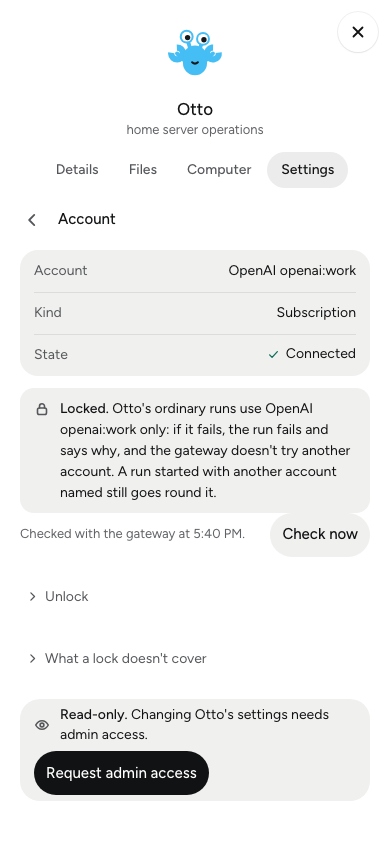 Otto
home server operations
Details Files Computer Settings
Account
Account OpenAI openai:work
Kind Subscription
State Connected
Locked. Otto's ordinary runs use OpenAI
openai:work only: if it fails, the run fails and
says why, and the gateway doesn't try another
account. A run started with another account
named still goes round it.
Checked with the gateway at 5:40 PM. Check now
Unlock
What a lock doesn't cover
Read-only. Changing Otto's settings needs
admin access.
Request admin access